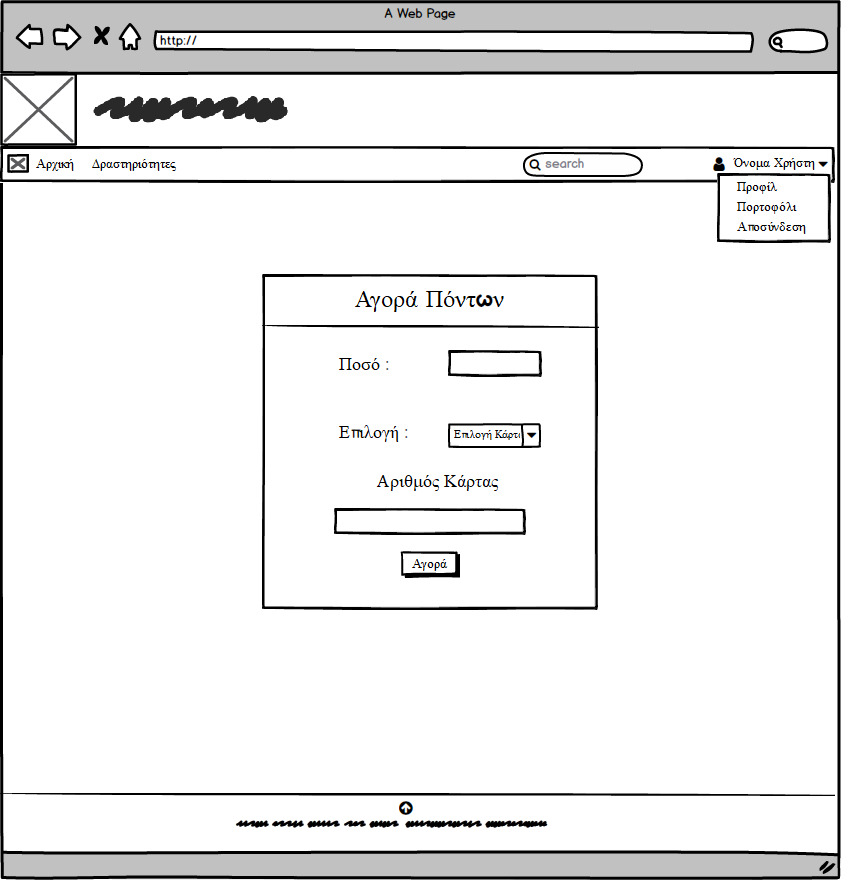 A Web Page
http://
Αρχική Δραστηριότητες search Όνομα Χρήστη
Προφίλ
Πορτοφόλι
Αποσύνδεση
Αγορά Πόντων
Ποσό :
Επιλογή : Επιλογή Κάρτ
Αριθμός Κάρτας
Αγορά